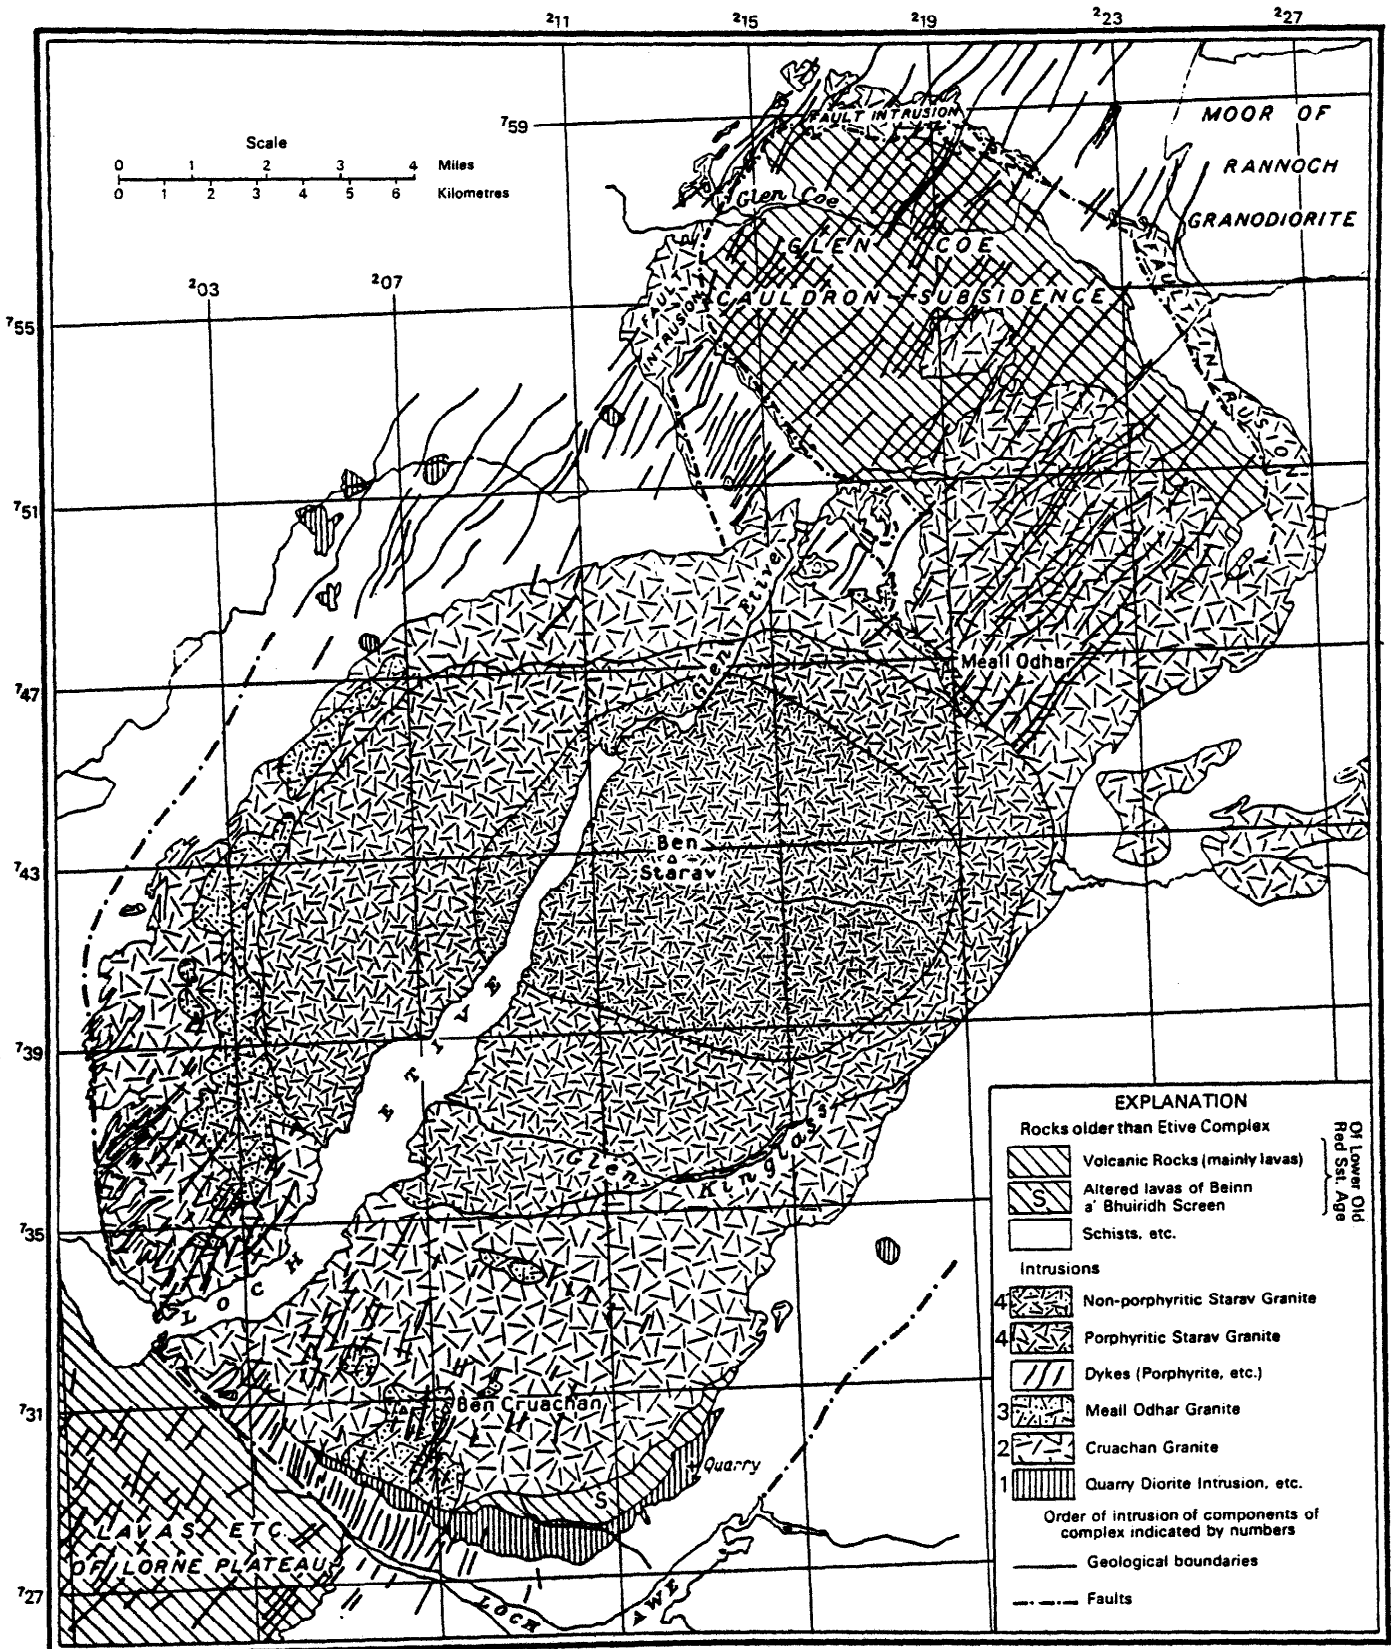 ²11 ²15 ²19 ²23 ²27
⁷59
FAULT INTRUSION
MOOR OF
RANNOCH
GRANODIORITE
Scale
0 1 2 3 4 Miles
0 1 2 3 4 5 6 Kilometres
Glen Coe
GLEN COE
CAULDRON SUBSIDENCE
FAULT
INTRUSION
FAULT INTRUSION
²03 ²07
⁷55
⁷51
Glen Etive
Meall Odhar
⁷47
Ben
Starav
⁷43
⁷39
LOCH ETIVE
Glen Kinglass
⁷35
⁷31
Ben Cruachan
Quarry
S
LAVAS ETC.
OF LORNE PLATEAU
⁷27
LOCH AWE
EXPLANATION
Rocks older than Etive Complex
Volcanic Rocks (mainly lavas)
S Altered lavas of Beinn
a' Bhuiridh Screen
Schists, etc.
Of Lower Old
Red Sst. Age
Intrusions
4 Non-porphyritic Starav Granite
4 Porphyritic Starav Granite
Dykes (Porphyrite, etc.)
3 Meall Odhar Granite
2 Cruachan Granite
1 Quarry Diorite Intrusion, etc.
Order of intrusion of components of
complex indicated by numbers
Geological boundaries
Faults